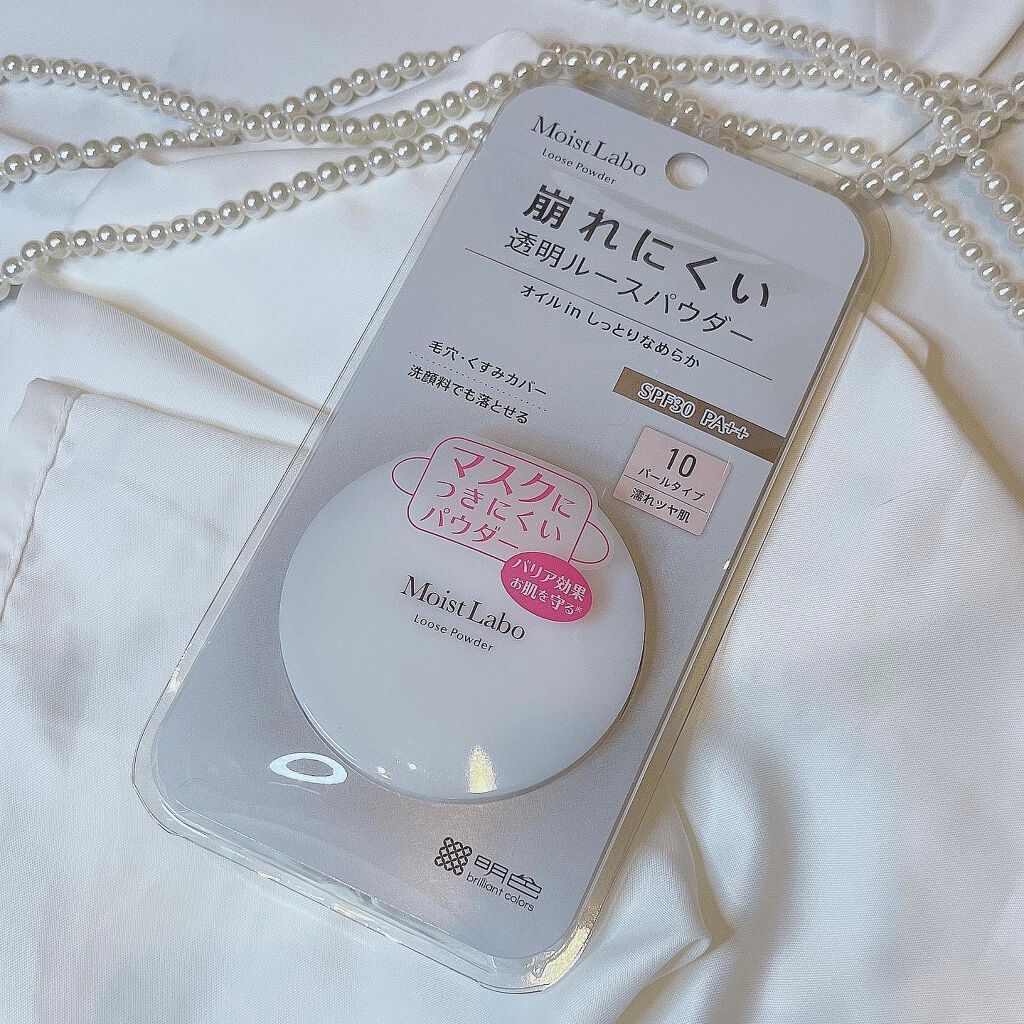 Moist Labo
Loose Powder
崩れにくい
透明ルースパウダー
オイル in しっとりなめらか
毛穴・くすみカバー
洗顔料でも落とせる
SPF30 PA++
10
パールタイプ
濡れツヤ肌
マスクに
つきにくい
パウダー
バリア効果
お肌を守る※
Moist Labo
Loose Powder
明色
brilliant colors